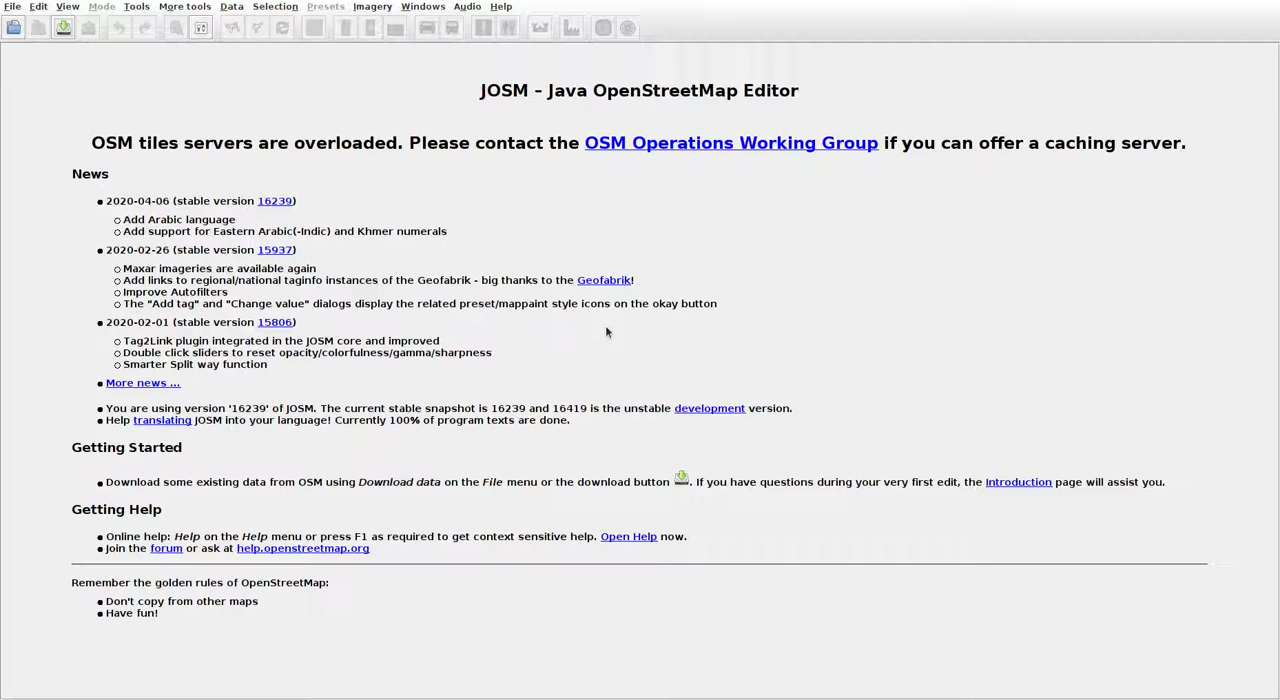 File Edit View Mode Tools More tools Data Selection Presets Imagery Windows Audio Help
JOSM – Java OpenStreetMap Editor
OSM tiles servers are overloaded. Please contact the OSM Operations Working Group if you can offer a caching server.
News
2020-04-06 (stable version 16239)
Add Arabic language
Add support for Eastern Arabic(-Indic) and Khmer numerals
2020-02-26 (stable version 15937)
Maxar imageries are available again
Add links to regional/national taginfo instances of the Geofabrik - big thanks to the Geofabrik!
Improve Autofilters
The "Add tag" and "Change value" dialogs display the related preset/mappaint style icons on the okay button
2020-02-01 (stable version 15806)
Tag2Link plugin integrated in the JOSM core and improved
Double click sliders to reset opacity/colorfulness/gamma/sharpness
Smarter Split way function
More news ...
You are using version '16239' of JOSM. The current stable snapshot is 16239 and 16419 is the unstable development version.
Help translating JOSM into your language! Currently 100% of program texts are done.
Getting Started
Download some existing data from OSM using Download data on the File menu or the download button . If you have questions during your very first edit, the Introduction page will assist you.
Getting Help
Online help: Help on the Help menu or press F1 as required to get context sensitive help. Open Help now.
Join the forum or ask at help.openstreetmap.org
Remember the golden rules of OpenStreetMap:
Don't copy from other maps
Have fun!